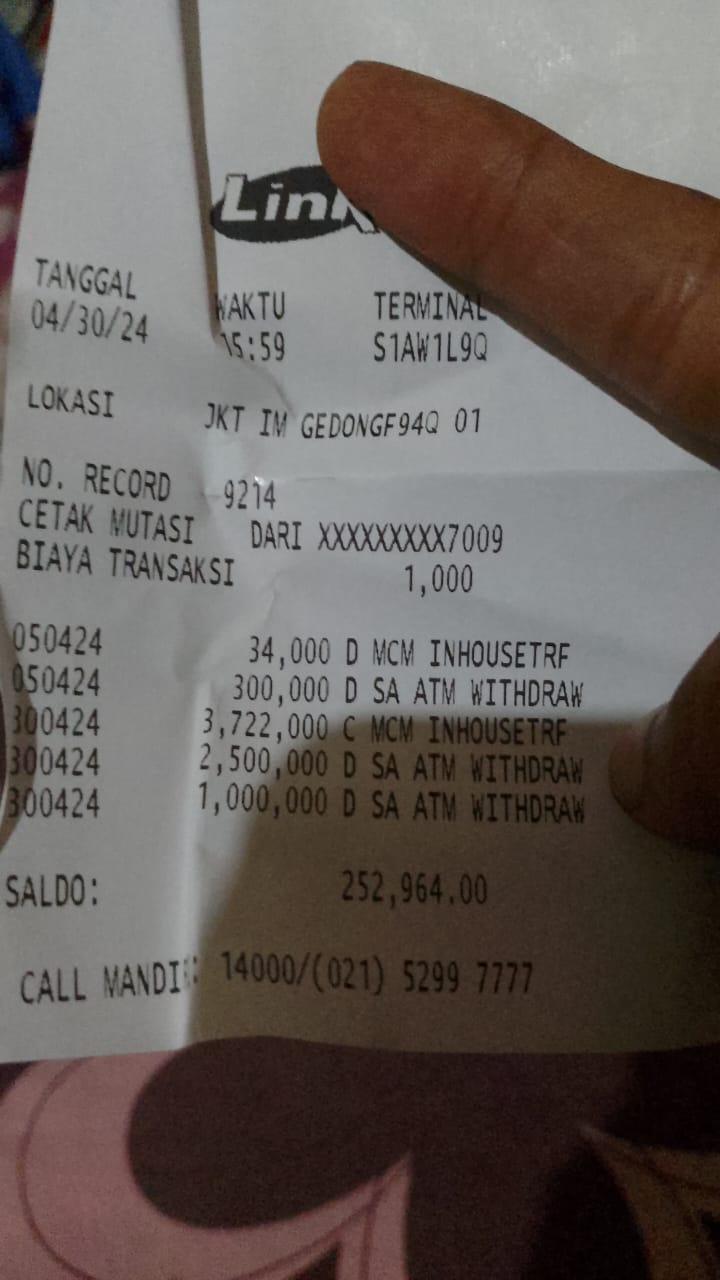 Link
TANGGAL WAKTU TERMINAL
04/30/24 5:59 S1AW1L9Q
LOKASI JKT IM GEDONGF94Q 01
NO. RECORD 9214
CETAK MUTASI DARI XXXXXXXXX7009
BIAYA TRANSAKSI 1,000
050424 34,000 D MCM INHOUSETRF
050424 300,000 D SA ATM WITHDRAW
300424 3,722,000 C MCM INHOUSETRF
300424 2,500,000 D SA ATM WITHDRAW
300424 1,000,000 D SA ATM WITHDRAW
SALDO: 252,964.00
CALL MANDI : 14000/(021) 5299 7777